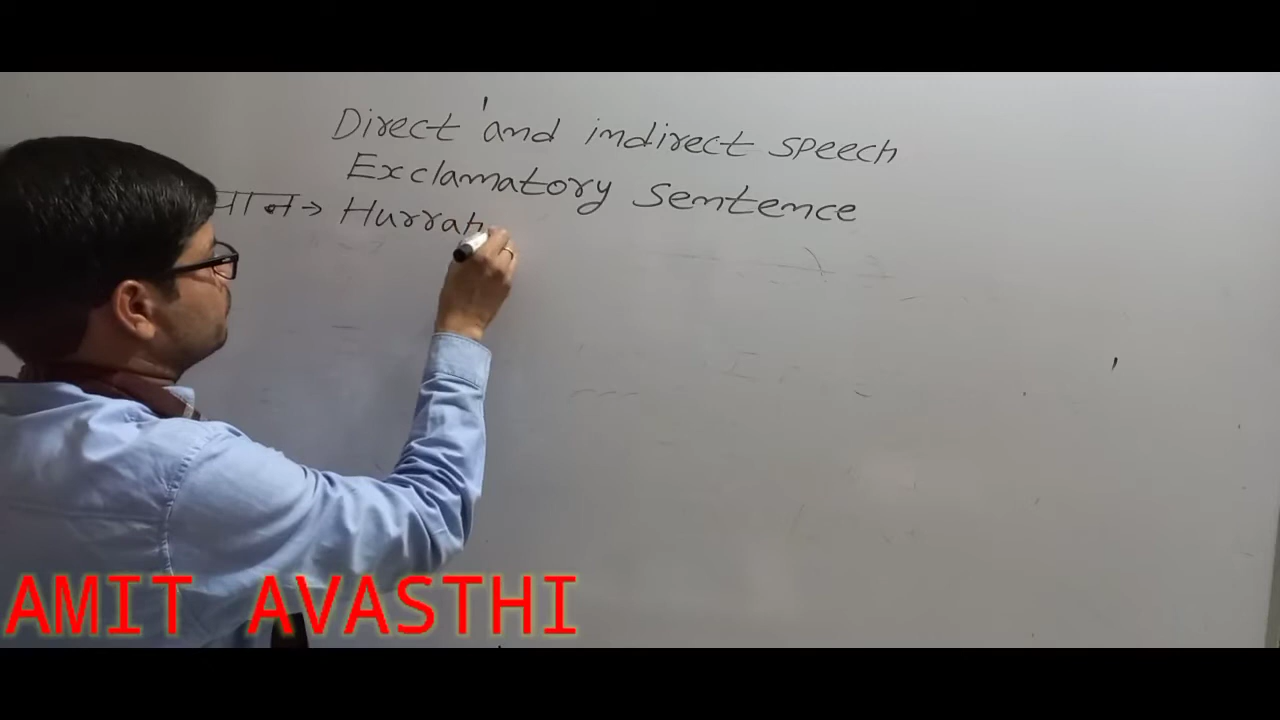 Direct and indirect speech
Exclamatory Sentence
→ Hurrah
AMIT AVASTHI